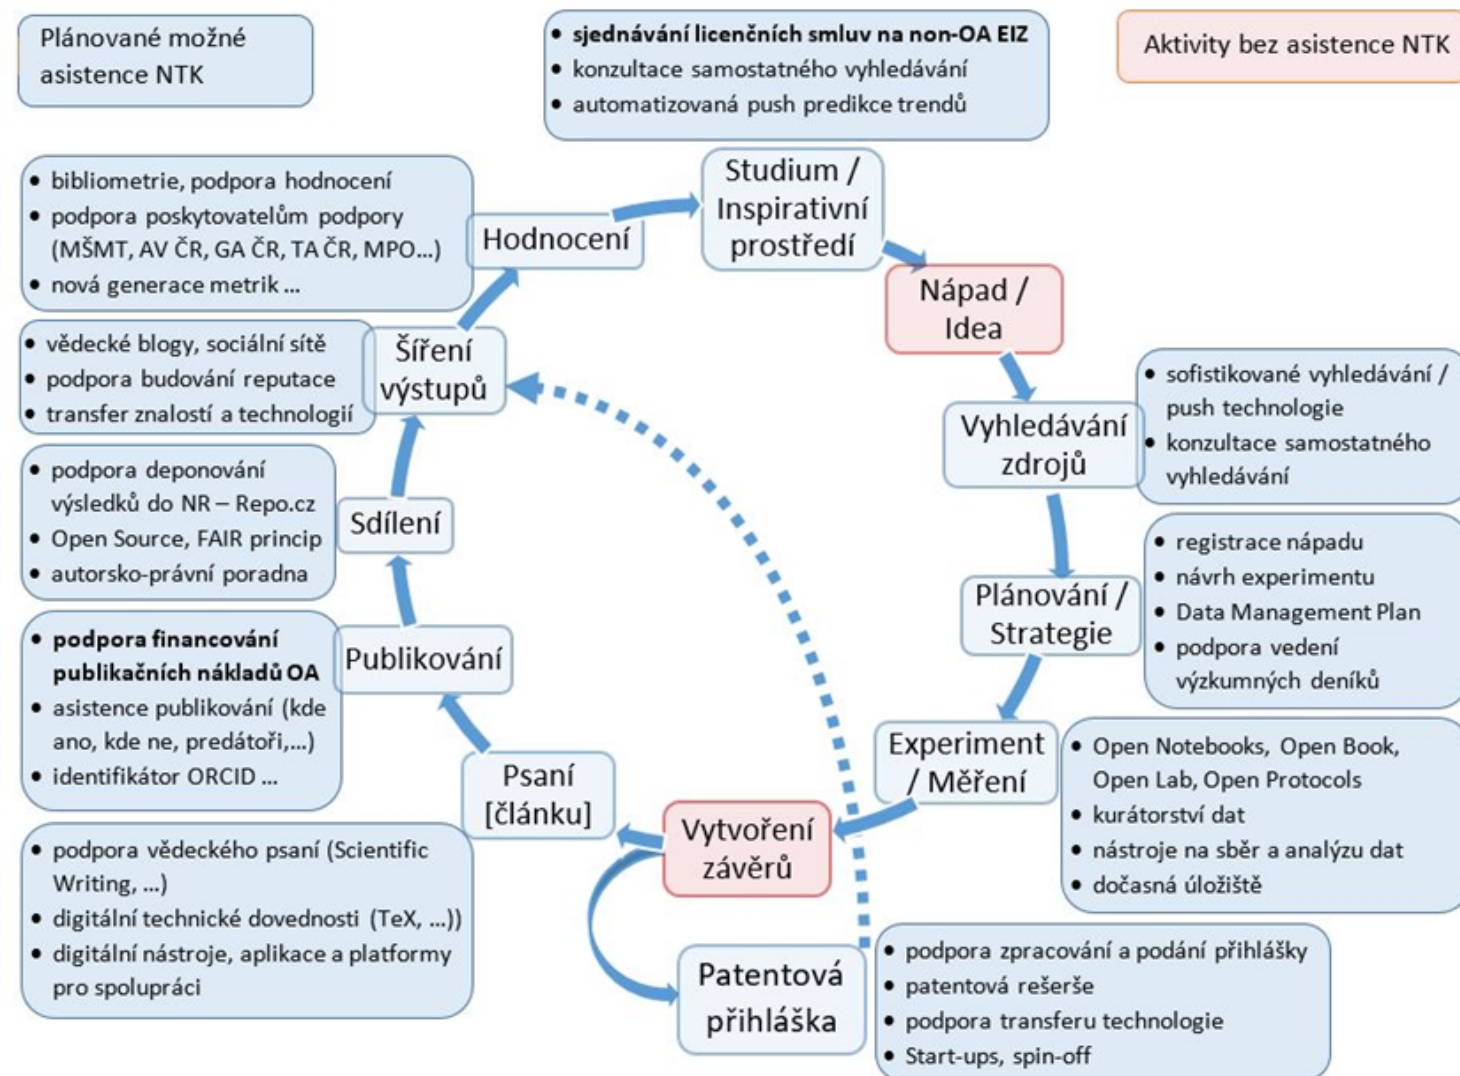 Plánované možné
asistence NTK
• sjednávání licenčních smluv na non-OA EIZ
• konzultace samostatného vyhledávání
• automatizovaná push predikce trendů
Aktivity bez asistence NTK
• bibliometrie, podpora hodnocení
• podpora poskytovatelům podpory
(MŠMT, AV ČR, GA ČR, TA ČR, MPO…)
• nová generace metrik …
Hodnocení
Studium /
Inspirativní
prostředí
Nápad /
Idea
• vědecké blogy, sociální sítě
• podpora budování reputace
• transfer znalostí a technologií
Šíření
výstupů
Vyhledávání
zdrojů
• sofistikované vyhledávání /
push technologie
• konzultace samostatného
vyhledávání
• podpora deponování
výsledků do NR – Repo.cz
• Open Source, FAIR princip
• autorsko-právní poradna
Sdílení
Plánování /
Strategie
• registrace nápadu
• návrh experimentu
• Data Management Plan
• podpora vedení
výzkumných deníků
• podpora financování
publikačních nákladů OA
• asistence publikování (kde
ano, kde ne, predátoři,…)
• identifikátor ORCID …
Publikování
Experiment
/ Měření
• Open Notebooks, Open Book,
Open Lab, Open Protocols
• kurátorství dat
• nástroje na sběr a analýzu dat
• dočasná úložiště
Psaní
[článku]
Vytvoření
závěrů
• podpora vědeckého psaní (Scientific
Writing, …)
• digitální technické dovednosti (TeX, …))
• digitální nástroje, aplikace a platformy
pro spolupráci
Patentová
přihláška
• podpora zpracování a podání přihlášky
• patentová rešerše
• podpora transferu technologie
• Start-ups, spin-off